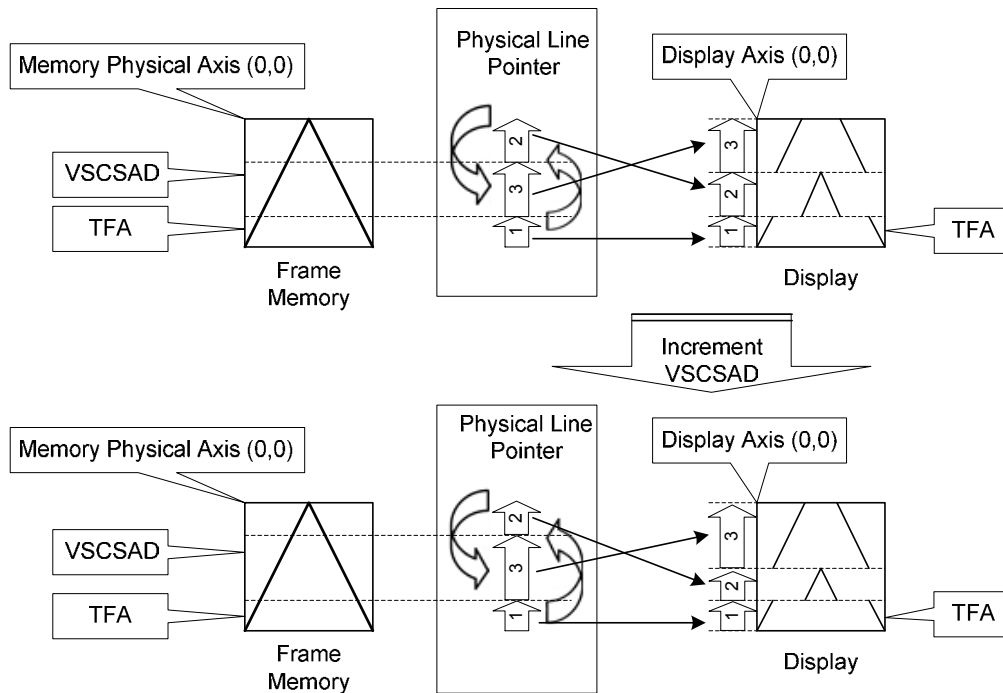 Physical Line
Pointer
Memory Physical Axis (0,0)
Display Axis (0,0)
2
3
1
3
2
1
VSCSAD
TFA
TFA
Frame
Memory
Display
Increment
VSCSAD
Physical Line
Pointer
Memory Physical Axis (0,0)
Display Axis (0,0)
2
3
1
3
2
1
VSCSAD
TFA
TFA
Frame
Memory
Display